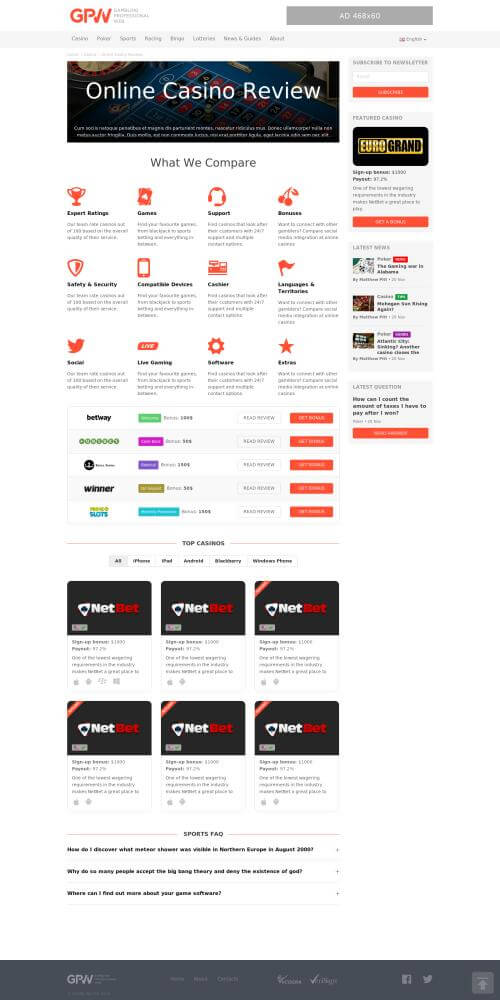 GPW GAMBLING
PROFESSIONAL
WEB
AD 468x60
Casino Poker Sports Racing Bingo Lotteries News & Guides About
English
Online Casino Review
Cum sociis natoque penatibus et magnis dis parturient montes, nascetur ridiculus mus. Donec ullamcorper nulla non
metus auctor fringilla. Duis mollis, est non commodo luctus, nisi erat porttitor ligula, eget lacinia odio sem nec elit.
What We Compare
Expert Ratings
Our team rate casinos out
of 100 based on the overall
quality of their service.
Games
Find your favourite games,
from blackjack to sports
betting and everything in
between.
Support
Find casinos that look after
their customers with 24/7
support and multiple
contact options.
Bonuses
Want to connect with other
gamblers? Compare social
media integration at online
casinos
Safety & Security
Our team rate casinos out
of 100 based on the overall
quality of their service.
Compatible Devices
Find your favourite games,
from blackjack to sports
betting and everything in
between.
Cashier
Find casinos that look after
their customers with 24/7
support and multiple
contact options.
Languages &
Territories
Want to connect with other
gamblers? Compare social
media integration at online
casinos
Social
Our team rate casinos out
of 100 based on the overall
quality of their service.
LIVE
Live Gaming
Find your favourite games,
from blackjack to sports
betting and everything in
between.
Software
Find casinos that look after
their customers with 24/7
support and multiple
contact options.
Extras
Want to connect with other
gamblers? Compare social
media integration at online
casinos
betway Welcome Bonus: 100$ READ REVIEW GET BONUS
Bonus: 50$ READ REVIEW GET BONUS
Bonus: 150$ READ REVIEW GET BONUS
winner No Deposit Bonus: 50$ READ REVIEW GET BONUS
SLOTS Bonus: 150$ READ REVIEW GET BONUS
TOP CASINOS
All iPhone iPad Android Blackberry Windows Phone
NetBet
Sign-up bonus: $1000
Payout: 97.2%
One of the lowest wagering
requirements in the industry
makes NetBet a great place to
NetBet
Sign-up bonus: $1000
Payout: 97.2%
One of the lowest wagering
requirements in the industry
makes NetBet a great place to
NetBet
Sign-up bonus: $1000
Payout: 97.2%
One of the lowest wagering
requirements in the industry
makes NetBet a great place to
NetBet
Sign-up bonus: $1000
Payout: 97.2%
One of the lowest wagering
requirements in the industry
makes NetBet a great place to
NetBet
Sign-up bonus: $1000
Payout: 97.2%
One of the lowest wagering
requirements in the industry
makes NetBet a great place to
NetBet
Sign-up bonus: $1000
Payout: 97.2%
One of the lowest wagering
requirements in the industry
makes NetBet a great place to
SPORTS FAQ
How do I discover what meteor shower was visible in Northern Europe in August 2000? +
Why do so many people accept the big bang theory and deny the existence of god? +
Where can I find out more about your game software? +
SUBSCRIBE TO NEWSLETTER
Email
SUBSCRIBE
FEATURED CASINO
EUROGRAND
Sign-up bonus: $1000
Payout: 97.2%
One of the lowest wagering
requirements in the industry
makes NetBet a great place to
play.
GET A BONUS
LATEST NEWS
Poker
The Gaming war in
Alabama
By Matthew Pitt • 20 Nov
Casino TIPS
Mohegan Sun Rising
Again?
By Matthew Pitt • 20 Nov
Poker
Atlantic City:
Sinking? Another
casino closes the
By Matthew Pitt • 20 Nov
LATEST QUESTION
How can I count the
amount of taxes I have to
pay after I won?
Poker • 20 Nov
READ ANSWER
GPW
Home About Contacts
eCOGRA VeriSign